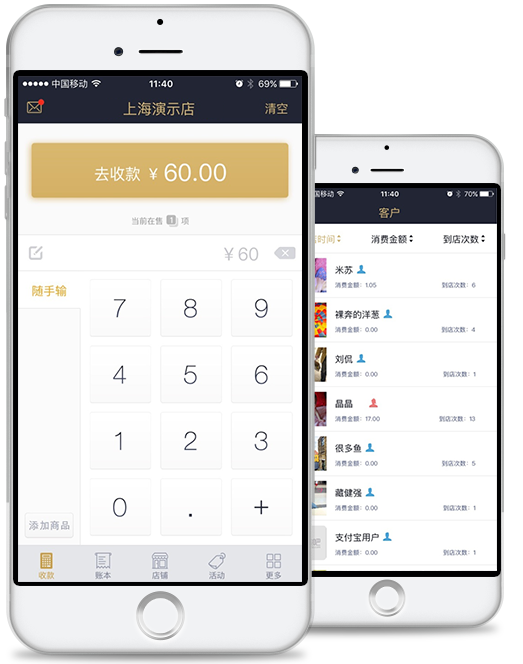 中国移动 11:40 69%
上海演示店 清空
去收款 ¥ 60.00
当前在售 1 项
¥ 60
随手输
7 8 9
4 5 6
1 2 3
0 . +
添加商品
收款 账本 店铺 活动 更多
国移动 11:40 70%
客户
时间 消费金额 到店次数
米苏
消费金额: 1.05 到店次数: 6
裸奔的洋葱
消费金额: 0.00 到店次数: 4
刘侃
消费金额: 0.00 到店次数: 1
晶晶
消费金额: 17.00 到店次数: 13
很多鱼
消费金额: 0.00 到店次数: 5
藏健强
消费金额: 0.00 到店次数: 1
支付宝用户
消费金额: 0.00 到店次数: 1